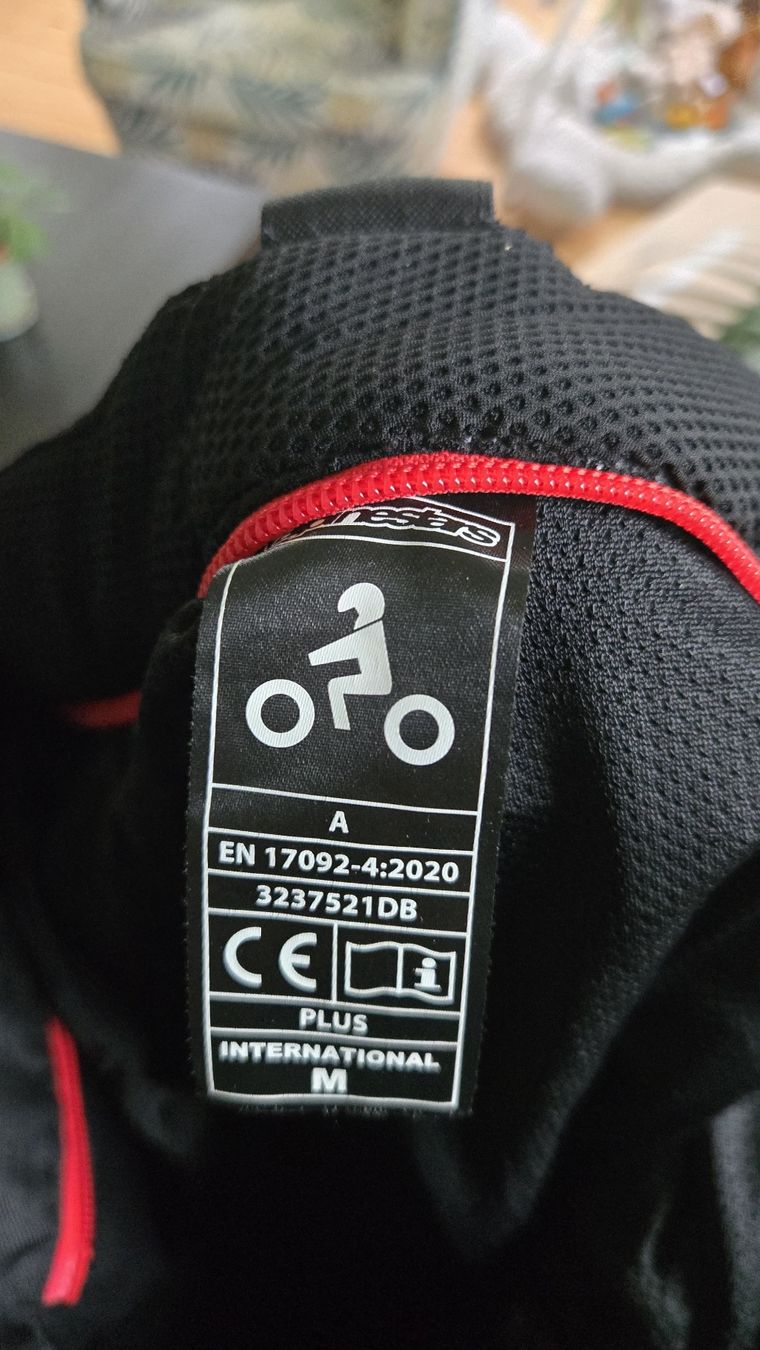 A
EN 17092-4:2020
3237521DB
CE
i
PLUS
INTERNATIONAL
M